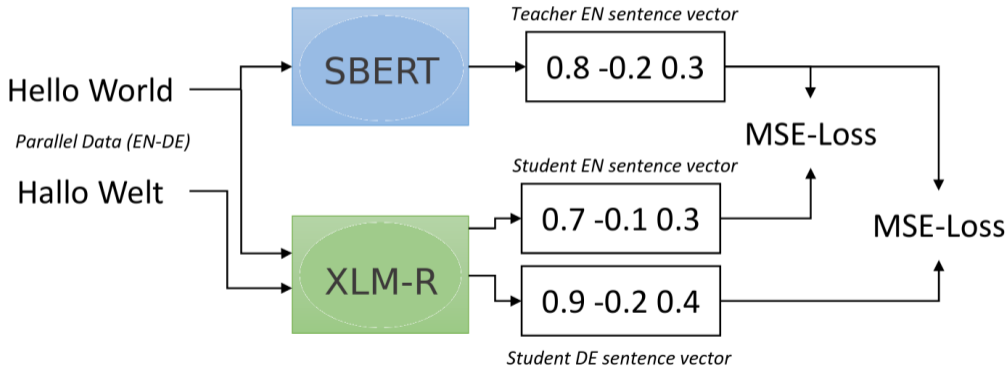 Teacher EN sentence vector
SBERT
0.8 -0.2 0.3
Hello World
Parallel Data (EN-DE)
MSE-Loss
Student EN sentence vector
Hallo Welt
0.7 -0.1 0.3
MSE-Loss
XLM-R
0.9 -0.2 0.4
Student DE sentence vector